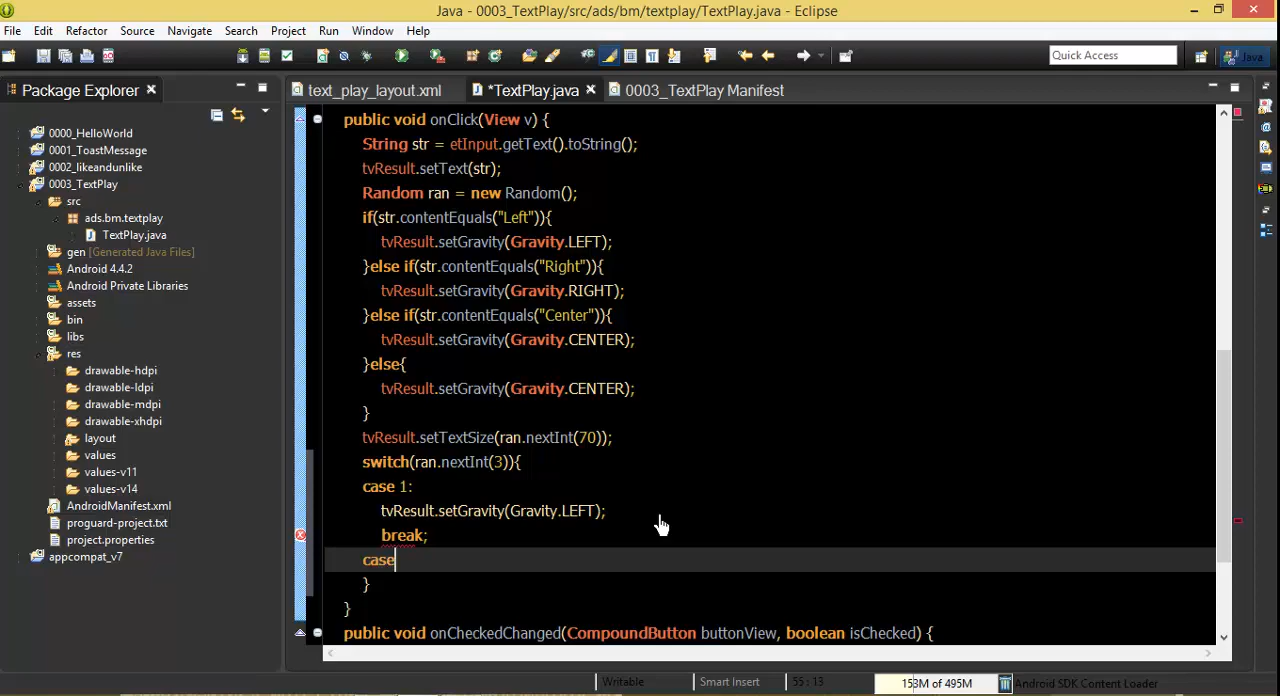 Java - 0003_TextPlay/src/ads/bm/textplay/TextPlay.java - Eclipse
File Edit Refactor Source Navigate Search Project Run Window Help
Quick Access
Java
Package Explorer
text_play_layout.xml *TextPlay.java 0003_TextPlay Manifest
0000_HelloWorld
0001_ToastMessage
0002_likeandunlike
0003_TextPlay
src
ads.bm.textplay
TextPlay.java
gen [Generated Java Files]
Android 4.4.2
Android Private Libraries
assets
bin
libs
res
drawable-hdpi
drawable-ldpi
drawable-mdpi
drawable-xhdpi
layout
values
values-v11
values-v14
AndroidManifest.xml
proguard-project.txt
project.properties
appcompat_v7
public void onClick(View v) {
String str = etInput.getText().toString();
tvResult.setText(str);
Random ran = new Random();
if(str.contentEquals("Left")){
tvResult.setGravity(Gravity.LEFT);
}else if(str.contentEquals("Right")){
tvResult.setGravity(Gravity.RIGHT);
}else if(str.contentEquals("Center")){
tvResult.setGravity(Gravity.CENTER);
}else{
tvResult.setGravity(Gravity.CENTER);
}
tvResult.setTextSize(ran.nextInt(70));
switch(ran.nextInt(3)){
case 1:
tvResult.setGravity(Gravity.LEFT);
break;
case
}
}
public void onCheckedChanged(CompoundButton buttonView, boolean isChecked) {
Writable Smart Insert 55 : 13 153M of 495M Android SDK Content Loader